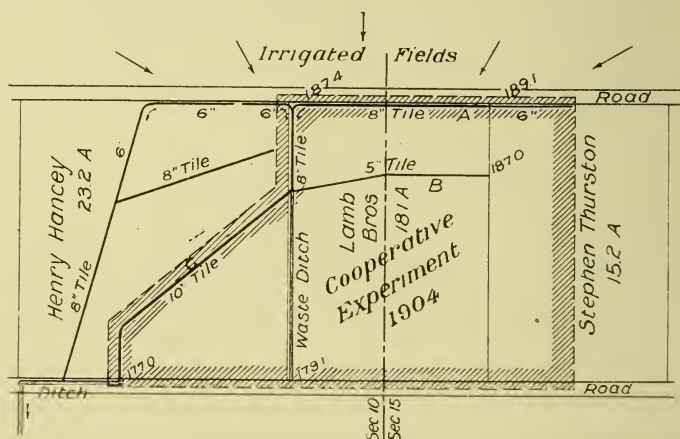 Irrigated Fields
1874
1891
Road
6"
6"
8" Tile
A
6"
6"
8" Tile
8" Tile
5" Tile
B
1870
Henry Hancey
23.2 A
8" Tile
10" Tile
C
Waste Ditch
Lamb
Bros
181 A
Cooperative
Experiment
1904
Stephen Thurston
15.2 A
1770
1791
Ditch
Road
Sec 10
Sec 15